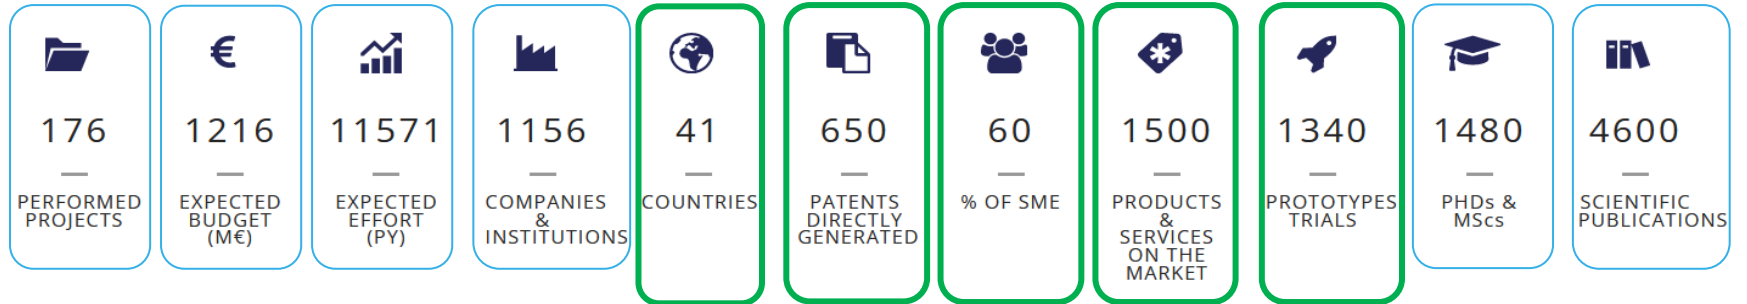 176
PERFORMED
PROJECTS
€
1216
EXPECTED
BUDGET
(M€)
11571
EXPECTED
EFFORT
(PY)
1156
COMPANIES
&
INSTITUTIONS
41
COUNTRIES
650
PATENTS
DIRECTLY
GENERATED
60
% OF SME
1500
PRODUCTS
&
SERVICES
ON THE
MARKET
1340
PROTOTYPES
TRIALS
1480
PHDs &
MScs
4600
SCIENTIFIC
PUBLICATIONS